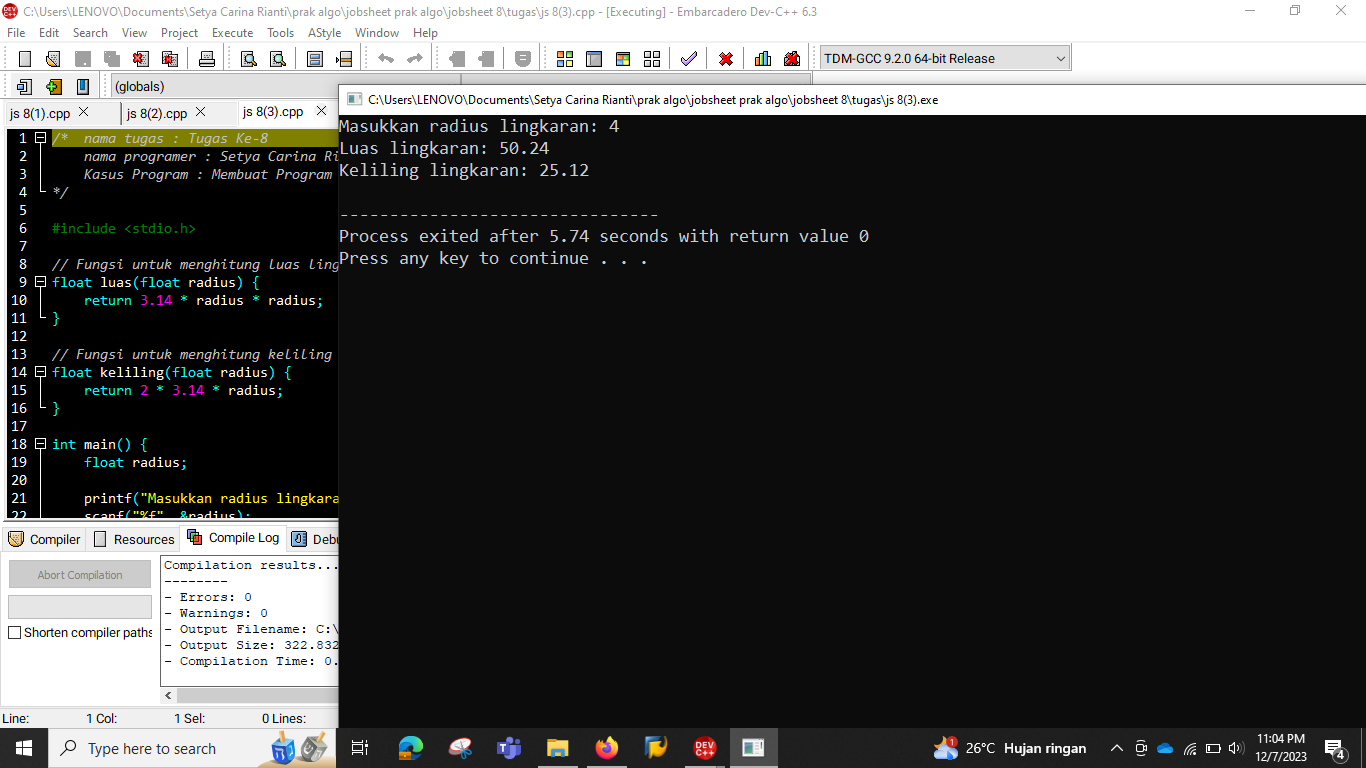 C:\Users\LENOVO\Documents\Setya Carina Rianti\prak algo\jobsheet prak algo\jobsheet 8\tugas\js 8(3).cpp - [Executing] - Embarcadero Dev-C++ 6.3
File Edit Search View Project Execute Tools AStyle Window Help
TDM-GCC 9.2.0 64-bit Release
(globals)
js 8(1).cpp js 8(2).cpp js 8(3).cpp
1 /* nama tugas : Tugas Ke-8
2 nama programer : Setya Carina Ri
3 Kasus Program : Membuat Program
4 */
5
6 #include <stdio.h>
7
8 // Fungsi untuk menghitung luas ling
9 float luas(float radius) {
10 return 3.14 * radius * radius;
11 }
12
13 // Fungsi untuk menghitung keliling
14 float keliling(float radius) {
15 return 2 * 3.14 * radius;
16 }
17
18 int main() {
19 float radius;
20
21 printf("Masukkan radius lingkara
22 scanf("%f", &radius);
C:\Users\LENOVO\Documents\Setya Carina Rianti\prak algo\jobsheet prak algo\jobsheet 8\tugas\js 8(3).exe
Masukkan radius lingkaran: 4
Luas lingkaran: 50.24
Keliling lingkaran: 25.12
--------------------------------
Process exited after 5.74 seconds with return value 0
Press any key to continue . . .
Compiler Resources Compile Log Debu
Abort Compilation
Shorten compiler paths
Compilation results...
--------
- Errors: 0
- Warnings: 0
- Output Filename: C:\
- Output Size: 322.832
- Compilation Time: 0.
Line: 1 Col: 1 Sel: 0 Lines:
Type here to search
DEV C++
1
26°C Hujan ringan
11:04 PM
12/7/2023
4